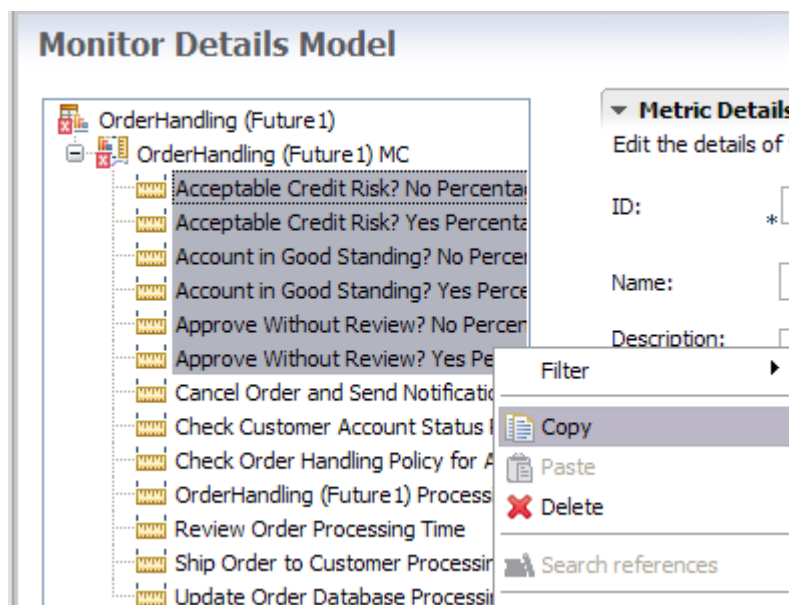 Monitor Details Model
OrderHandling (Future1)
OrderHandling (Future1) MC
Acceptable Credit Risk? No
Acceptable Credit Risk? Yes
Account in Good Standing? No
Account in Good Standing? Yes
Approve Without Review? No
Approve Without Review? Yes
Cancel Order and Send
Check Customer Account Status
Check Order Handling Policy for
OrderHandling (Future1)
Review Order Processing Time
Ship Order to Customer
Update Order Database
Metric Details
Edit the details of
ID:
*
Name:
Description:
Filter
Copy
Paste
Delete
Search references